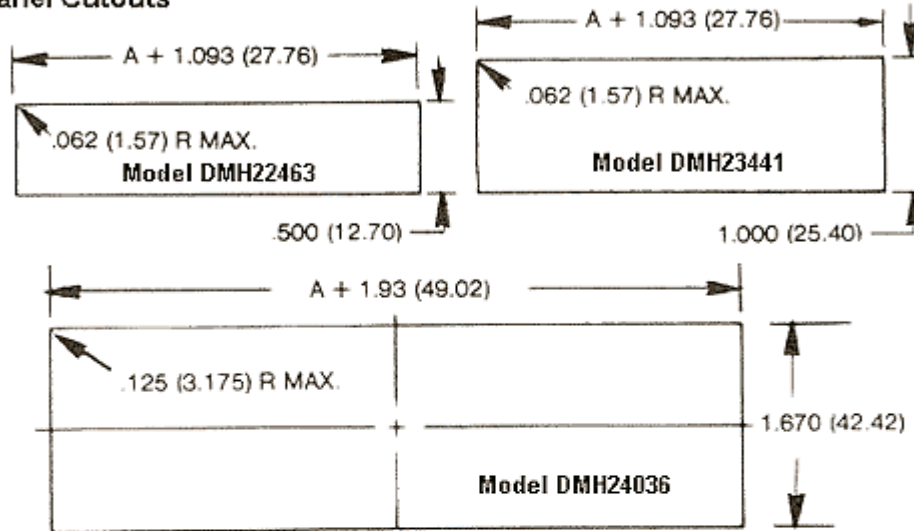 Cutouts
A + 1.093 (27.76)
.062 (1.57) R MAX.
Model DMH22463
.500 (12.70)
A + 1.093 (27.76)
.062 (1.57) R MAX.
Model DMH23441
1.000 (25.40)
A + 1.93 (49.02)
.125 (3.175) R MAX.
1.670 (42.42)
Model DMH24036